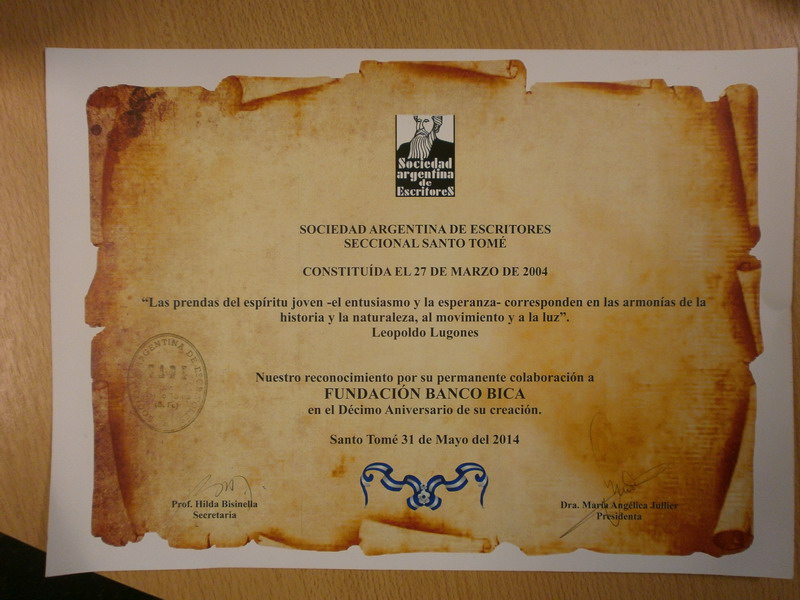 Sociedad
argentina
de
EscritoreS
SOCIEDAD ARGENTINA DE ESCRITORES
SECCIONAL SANTO TOMÉ
CONSTITUÍDA EL 27 DE MARZO DE 2004
“Las prendas del espíritu joven -el entusiasmo y la esperanza- corresponden en las armonías de la
historia y la naturaleza, al movimiento y a la luz”.
Leopoldo Lugones
ARGENTINA DE
SADE
Nuestro reconocimiento por su permanente colaboración a
FUNDACIÓN BANCO BICA
en el Décimo Aniversario de su creación.
Santo Tomé 31 de Mayo del 2014
Prof. Hilda Bisinella
Secretaria
Dra. María Angélica Jullier
Presidenta